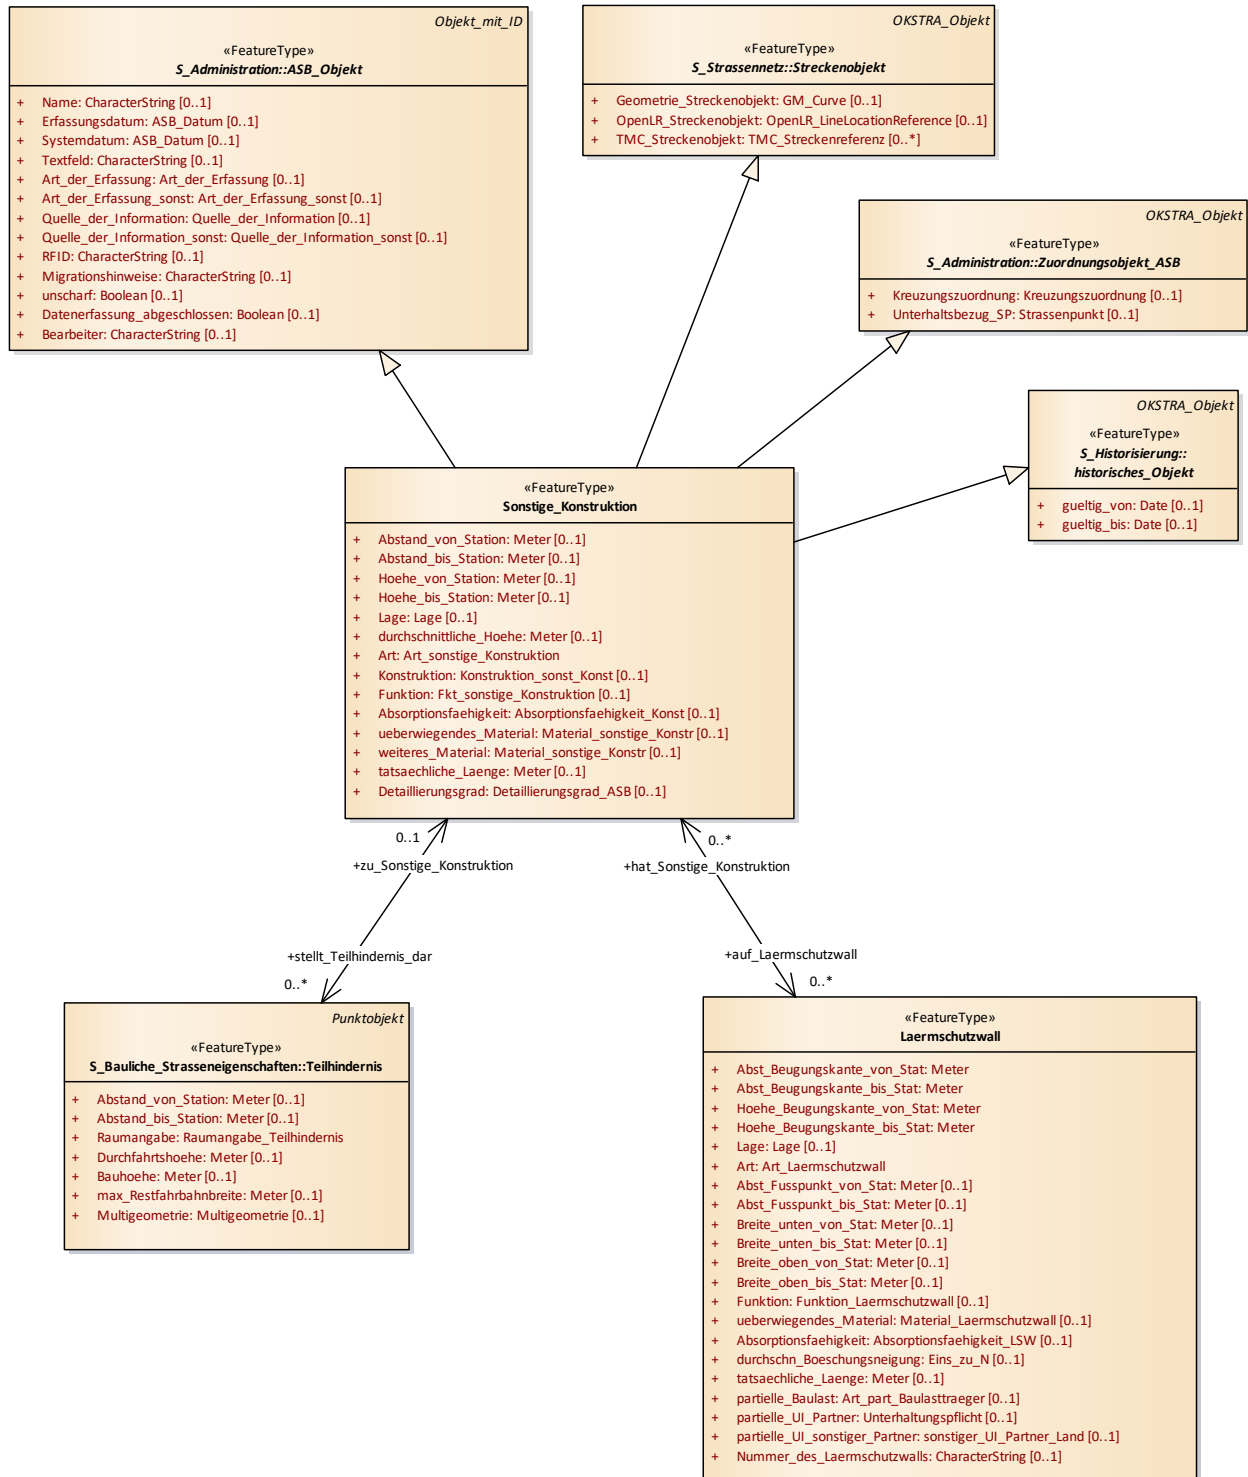 Objekt_mit_ID
«FeatureType»
S_Administration::ASB_Objekt
+ Name: CharacterString [0..1]
+ Erfassungsdatum: ASB_Datum [0..1]
+ Systemdatum: ASB_Datum [0..1]
+ Textfeld: CharacterString [0..1]
+ Art_der_Erfassung: Art_der_Erfassung [0..1]
+ Art_der_Erfassung_sonst: Art_der_Erfassung_sonst [0..1]
+ Quelle_der_Information: Quelle_der_Information [0..1]
+ Quelle_der_Information_sonst: Quelle_der_Information_sonst [0..1]
+ RFID: CharacterString [0..1]
+ Migrationshinweise: CharacterString [0..1]
+ unscharf: Boolean [0..1]
+ Datenerfassung_abgeschlossen: Boolean [0..1]
+ Bearbeiter: CharacterString [0..1]
OKSTRA_Objekt
«FeatureType»
S_Strassennetz::Streckenobjekt
+ Geometrie_Streckenobjekt: GM_Curve [0..1]
+ OpenLR_Streckenobjekt: OpenLR_LineLocationReference [0..1]
+ TMC_Streckenobjekt: TMC_Streckenreferenz [0..*]
OKSTRA_Objekt
«FeatureType»
S_Administration::Zuordnungsobjekt_ASB
+ Kreuzungszuordnung: Kreuzungszuordnung [0..1]
+ Unterhaltsbezug_SP: Strassenpunkt [0..1]
OKSTRA_Objekt
«FeatureType»
S_Historisierung::
historisches_Objekt
+ gueltig_von: Date [0..1]
+ gueltig_bis: Date [0..1]
«FeatureType»
Sonstige_Konstruktion
+ Abstand_von_Station: Meter [0..1]
+ Abstand_bis_Station: Meter [0..1]
+ Hoehe_von_Station: Meter [0..1]
+ Hoehe_bis_Station: Meter [0..1]
+ Lage: Lage [0..1]
+ durchschnittliche_Hoehe: Meter [0..1]
+ Art: Art_sonstige_Konstruktion
+ Konstruktion: Konstruktion_sonst_Konst [0..1]
+ Funktion: Fkt_sonstige_Konstruktion [0..1]
+ Absorptionsfaehigkeit: Absorptionsfaehigkeit_Konst [0..1]
+ ueberwiegendes_Material: Material_sonstige_Konstr [0..1]
+ weiteres_Material: Material_sonstige_Konstr [0..1]
+ tatsaechliche_Laenge: Meter [0..1]
+ Detaillierungsgrad: Detaillierungsgrad_ASB [0..1]
0..1
+zu_Sonstige_Konstruktion
0..*
+hat_Sonstige_Konstruktion
+stellt_Teilhindernis_dar
0..*
+auf_Laermschutzwall
0..*
Punktobjekt
«FeatureType»
S_Bauliche_Strasseneigenschaften::Teilhindernis
+ Abstand_von_Station: Meter [0..1]
+ Abstand_bis_Station: Meter [0..1]
+ Raumangabe: Raumangabe_Teilhindernis
+ Durchfahrtshoehe: Meter [0..1]
+ Bauhoehe: Meter [0..1]
+ max_Restfahrbahnbreite: Meter [0..1]
+ Multigeometrie: Multigeometrie [0..1]
«FeatureType»
Laermschutzwall
+ Abst_Beugungskante_von_Stat: Meter
+ Abst_Beugungskante_bis_Stat: Meter
+ Hoehe_Beugungskante_von_Stat: Meter
+ Hoehe_Beugungskante_bis_Stat: Meter
+ Lage: Lage [0..1]
+ Art: Art_Laermschutzwall
+ Abst_Fusspunkt_von_Stat: Meter [0..1]
+ Abst_Fusspunkt_bis_Stat: Meter [0..1]
+ Breite_unten_von_Stat: Meter [0..1]
+ Breite_unten_bis_Stat: Meter [0..1]
+ Breite_oben_von_Stat: Meter [0..1]
+ Breite_oben_bis_Stat: Meter [0..1]
+ Funktion: Funktion_Laermschutzwall [0..1]
+ ueberwiegendes_Material: Material_Laermschutzwall [0..1]
+ Absorptionsfaehigkeit: Absorptionsfaehigkeit_LSW [0..1]
+ durchschn_Boeschungsneigung: Eins_zu_N [0..1]
+ tatsaechliche_Laenge: Meter [0..1]
+ partielle_Baulast: Art_part_Baulasttraeger [0..1]
+ partielle_UI_Partner: Unterhaltungspflicht [0..1]
+ partielle_UI_sonstiger_Partner: sonstiger_UI_Partner_Land [0..1]
+ Nummer_des_Laermschutzwalls: CharacterString [0..1]